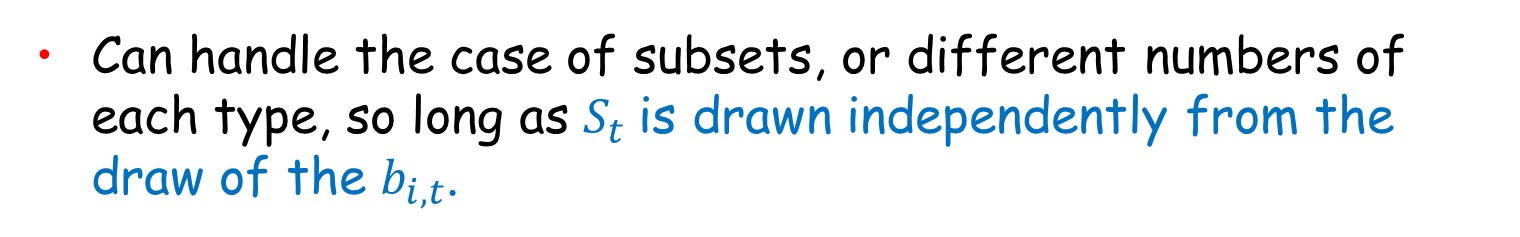 • Can handle the case of subsets, or different numbers of
each type, so long as $S_t$ is drawn independently from the
draw of the $b_{i,t}$.